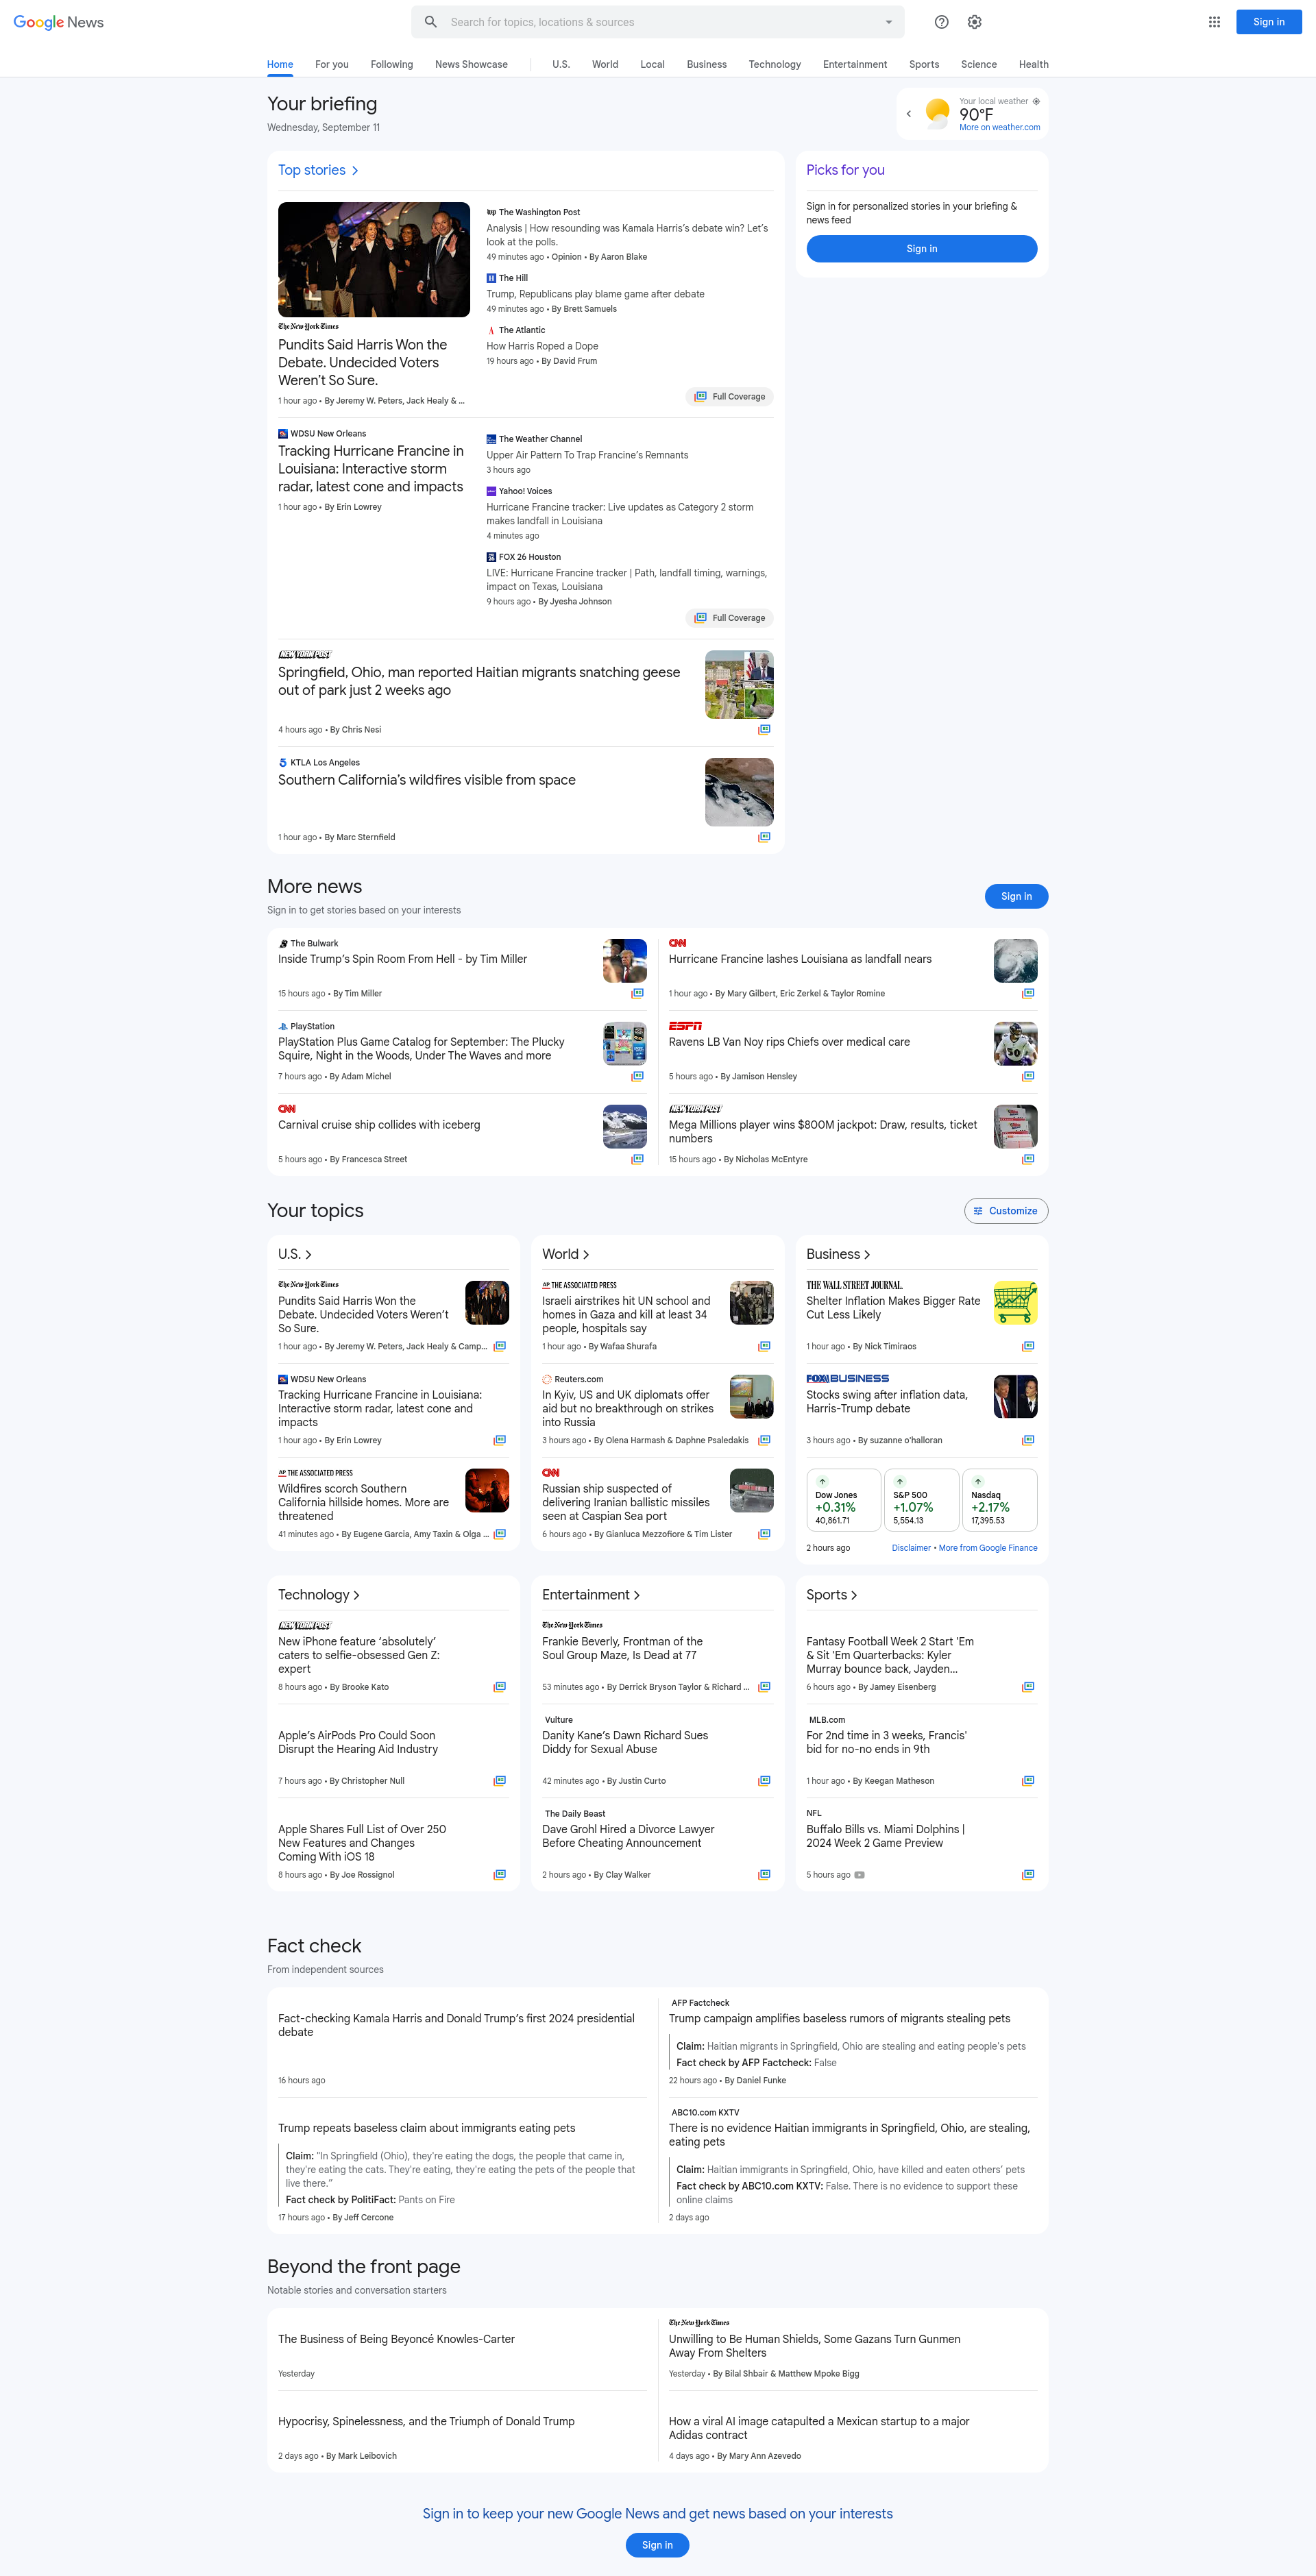 Google News
Search for topics, locations & sources
Sign in
Home
For you
Following
News Showcase
U.S.
World
Local
Business
Technology
Entertainment
Sports
Science
Health
Your briefing
Wednesday, September 11
Your local weather
90°F
More on weather.com
Top stories
The New York Times
Pundits Said Harris Won the
Debate. Undecided Voters
Weren't So Sure.
1 hour ago • By Jeremy W. Peters, Jack Healy & ...
The Washington Post
Analysis | How resounding was Kamala Harris's debate win? Let's
look at the polls.
49 minutes ago • Opinion • By Aaron Blake
The Hill
Trump, Republicans play blame game after debate
49 minutes ago • By Brett Samuels
The Atlantic
How Harris Roped a Dope
19 hours ago • By David Frum
Full Coverage
WDSU New Orleans
Tracking Hurricane Francine in
Louisiana: Interactive storm
radar, latest cone and impacts
1 hour ago • By Erin Lowrey
The Weather Channel
Upper Air Pattern To Trap Francine's Remnants
3 hours ago
Yahoo! Voices
Hurricane Francine tracker: Live updates as Category 2 storm
makes landfall in Louisiana
4 minutes ago
FOX 26 Houston
LIVE: Hurricane Francine tracker | Path, landfall timing, warnings,
impact on Texas, Louisiana
9 hours ago • By Jyesha Johnson
Full Coverage
NEW YORK POST
Springfield, Ohio, man reported Haitian migrants snatching geese
out of park just 2 weeks ago
4 hours ago • By Chris Nesi
KTLA Los Angeles
Southern California's wildfires visible from space
1 hour ago • By Marc Sternfield
Picks for you
Sign in for personalized stories in your briefing &
news feed
Sign in
More news
Sign in to get stories based on your interests
Sign in
The Bulwark
Inside Trump's Spin Room From Hell - by Tim Miller
15 hours ago • By Tim Miller
CNN
Hurricane Francine lashes Louisiana as landfall nears
1 hour ago • By Mary Gilbert, Eric Zerkel & Taylor Romine
PlayStation
PlayStation Plus Game Catalog for September: The Plucky
Squire, Night in the Woods, Under The Waves and more
7 hours ago • By Adam Michel
ESPN
Ravens LB Van Noy rips Chiefs over medical care
5 hours ago • By Jamison Hensley
CNN
Carnival cruise ship collides with iceberg
5 hours ago • By Francesca Street
NEW YORK POST
Mega Millions player wins $800M jackpot: Draw, results, ticket
numbers
15 hours ago • By Nicholas McEntyre
Your topics
Customize
U.S.
The New York Times
Pundits Said Harris Won the
Debate. Undecided Voters Weren't
So Sure.
1 hour ago • By Jeremy W. Peters, Jack Healy & Camp...
WDSU New Orleans
Tracking Hurricane Francine in Louisiana:
Interactive storm radar, latest cone and
impacts
1 hour ago • By Erin Lowrey
AP THE ASSOCIATED PRESS
Wildfires scorch Southern
California hillside homes. More are
threatened
41 minutes ago • By Eugene Garcia, Amy Taxin & Olga ...
World
AP THE ASSOCIATED PRESS
Israeli airstrikes hit UN school and
homes in Gaza and kill at least 34
people, hospitals say
1 hour ago • By Wafaa Shurafa
Reuters.com
In Kyiv, US and UK diplomats offer
aid but no breakthrough on strikes
into Russia
3 hours ago • By Olena Harmash & Daphne Psaledakis
CNN
Russian ship suspected of
delivering Iranian ballistic missiles
seen at Caspian Sea port
6 hours ago • By Gianluca Mezzofiore & Tim Lister
Business
THE WALL STREET JOURNAL.
Shelter Inflation Makes Bigger Rate
Cut Less Likely
1 hour ago • By Nick Timiraos
FOX BUSINESS
Stocks swing after inflation data,
Harris-Trump debate
3 hours ago • By suzanne o'halloran
Dow Jones
+0.31%
40,861.71
S&P 500
+1.07%
5,554.13
Nasdaq
+2.17%
17,395.53
2 hours ago
Disclaimer • More from Google Finance
Technology
NEW YORK POST
New iPhone feature 'absolutely'
caters to selfie-obsessed Gen Z:
expert
8 hours ago • By Brooke Kato
Apple's AirPods Pro Could Soon
Disrupt the Hearing Aid Industry
7 hours ago • By Christopher Null
Apple Shares Full List of Over 250
New Features and Changes
Coming With iOS 18
8 hours ago • By Joe Rossignol
Entertainment
The New York Times
Frankie Beverly, Frontman of the
Soul Group Maze, Is Dead at 77
53 minutes ago • By Derrick Bryson Taylor & Richard ...
Vulture
Danity Kane's Dawn Richard Sues
Diddy for Sexual Abuse
42 minutes ago • By Justin Curto
The Daily Beast
Dave Grohl Hired a Divorce Lawyer
Before Cheating Announcement
2 hours ago • By Clay Walker
Sports
Fantasy Football Week 2 Start 'Em
& Sit 'Em Quarterbacks: Kyler
Murray bounce back, Jayden...
6 hours ago • By Jamey Eisenberg
MLB.com
For 2nd time in 3 weeks, Francis'
bid for no-no ends in 9th
1 hour ago • By Keegan Matheson
NFL
Buffalo Bills vs. Miami Dolphins |
2024 Week 2 Game Preview
5 hours ago
Fact check
From independent sources
Fact-checking Kamala Harris and Donald Trump's first 2024 presidential
debate
16 hours ago
AFP Factcheck
Trump campaign amplifies baseless rumors of migrants stealing pets
Claim: Haitian migrants in Springfield, Ohio are stealing and eating people's pets
Fact check by AFP Factcheck: False
22 hours ago • By Daniel Funke
Trump repeats baseless claim about immigrants eating pets
Claim: "In Springfield (Ohio), they're eating the dogs, the people that came in,
they're eating the cats. They're eating, they're eating the pets of the people that
live there."
Fact check by PolitiFact: Pants on Fire
17 hours ago • By Jeff Cercone
ABC10.com KXTV
There is no evidence Haitian immigrants in Springfield, Ohio, are stealing,
eating pets
Claim: Haitian immigrants in Springfield, Ohio, have killed and eaten others' pets
Fact check by ABC10.com KXTV: False. There is no evidence to support these
online claims
2 days ago
Beyond the front page
Notable stories and conversation starters
The Business of Being Beyoncé Knowles-Carter
Yesterday
The New York Times
Unwilling to Be Human Shields, Some Gazans Turn Gunmen
Away From Shelters
Yesterday • By Bilal Shbair & Matthew Mpoke Bigg
Hypocrisy, Spinelessness, and the Triumph of Donald Trump
2 days ago • By Mark Leibovich
How a viral AI image catapulted a Mexican startup to a major
Adidas contract
4 days ago • By Mary Ann Azevedo
Sign in to keep your new Google News and get news based on your interests
Sign in